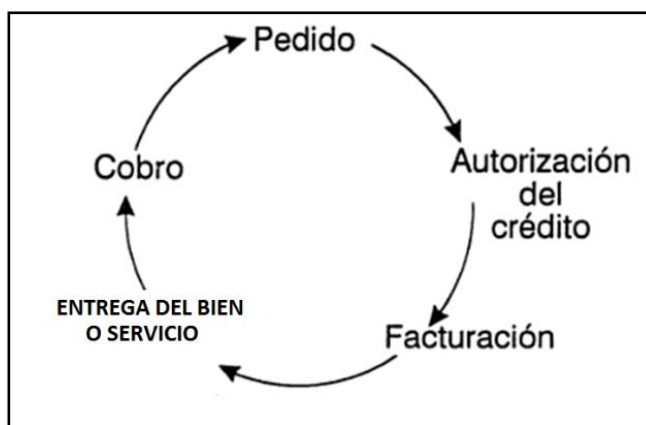 Pedido
Autorización
del
crédito
Facturación
ENTREGA DEL BIEN
O SERVICIO
Cobro